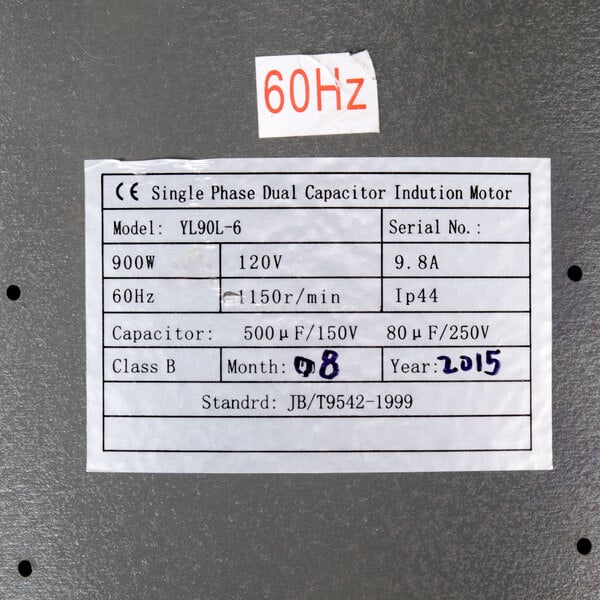 60Hz
CE Single Phase Dual Capacitor Indution Motor
Model: YL90L-6 Serial No.:
900W 120V 9.8A
60Hz 1150r/min Ip44
Capacitor: 500μF/150V 80μF/250V
Class B Month: 08 Year: 2015
Standrd: JB/T9542-1999